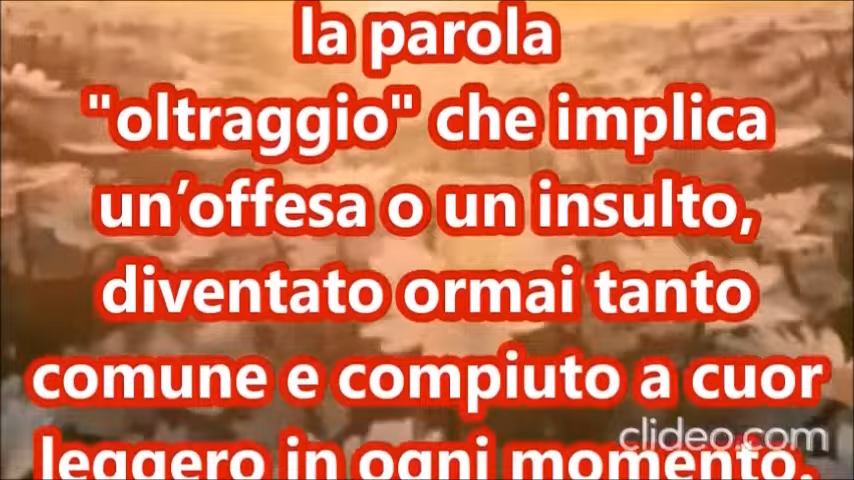 la parola
"oltraggio" che implica
un’offesa o un insulto,
diventato ormai tanto
comune e compiuto a cuor
leggero in ogni momento.
clideo.com